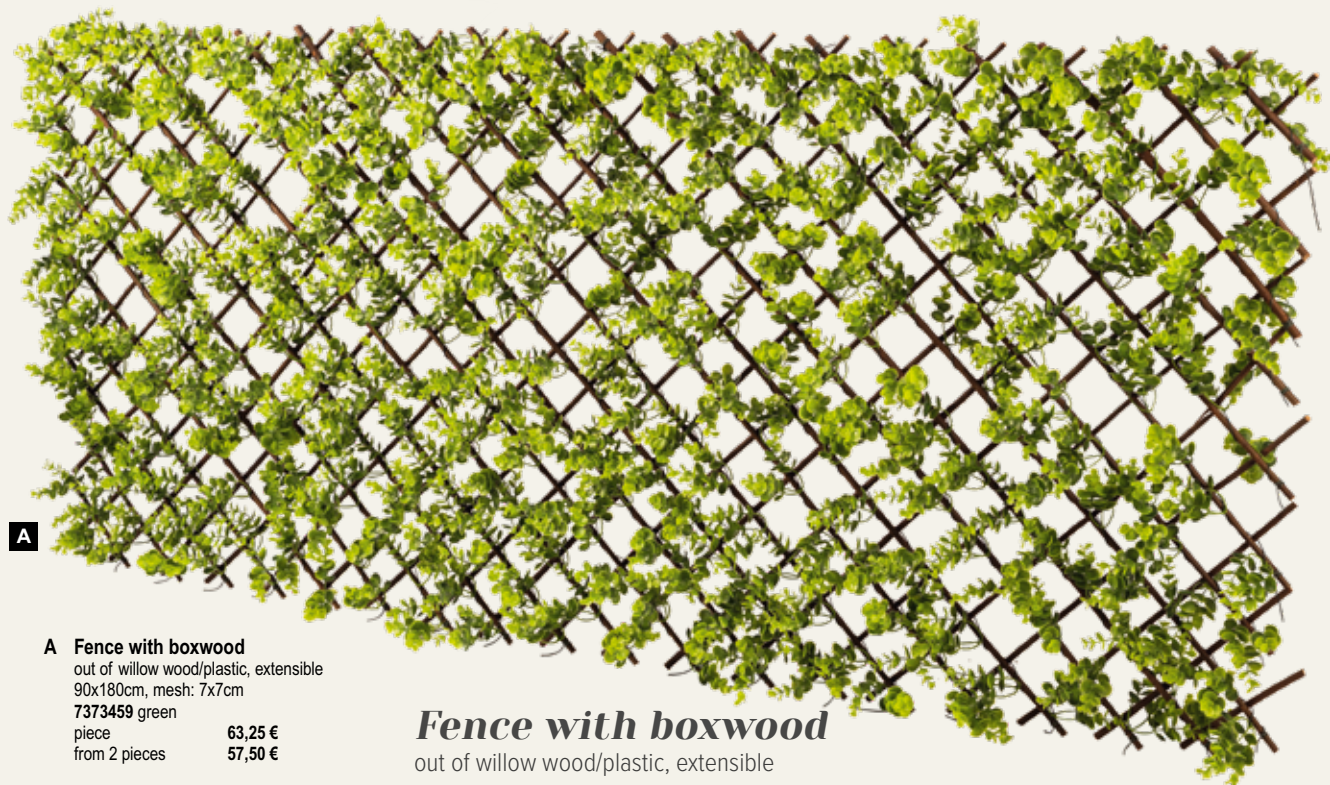 A
A Fence with boxwood
out of willow wood/plastic, extensible
90x180cm, mesh: 7x7cm
7373459 green
piece 63,25 €
from 2 pieces 57,50 €
Fence with boxwood
out of willow wood/plastic, extensible